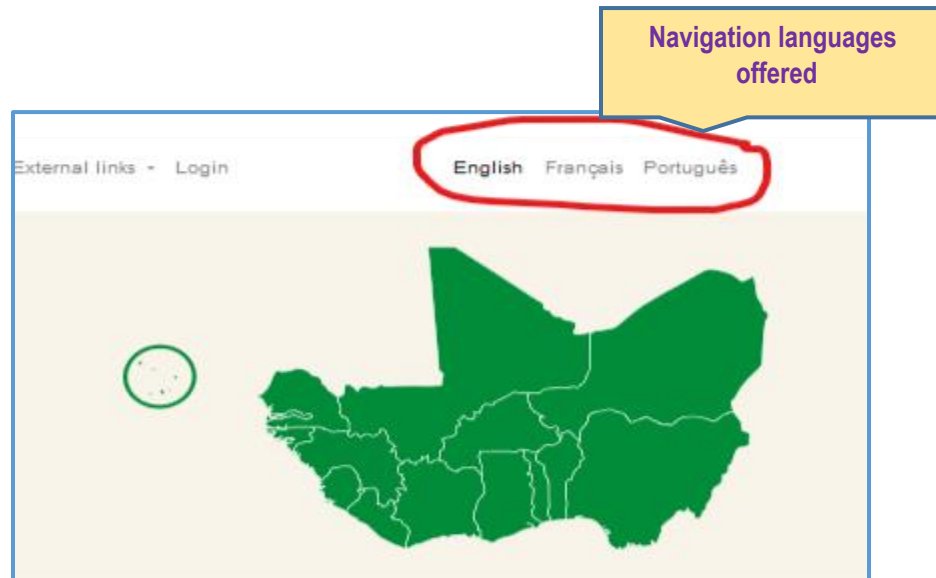 Navigation languages
offered
External links - Login
English Français Português